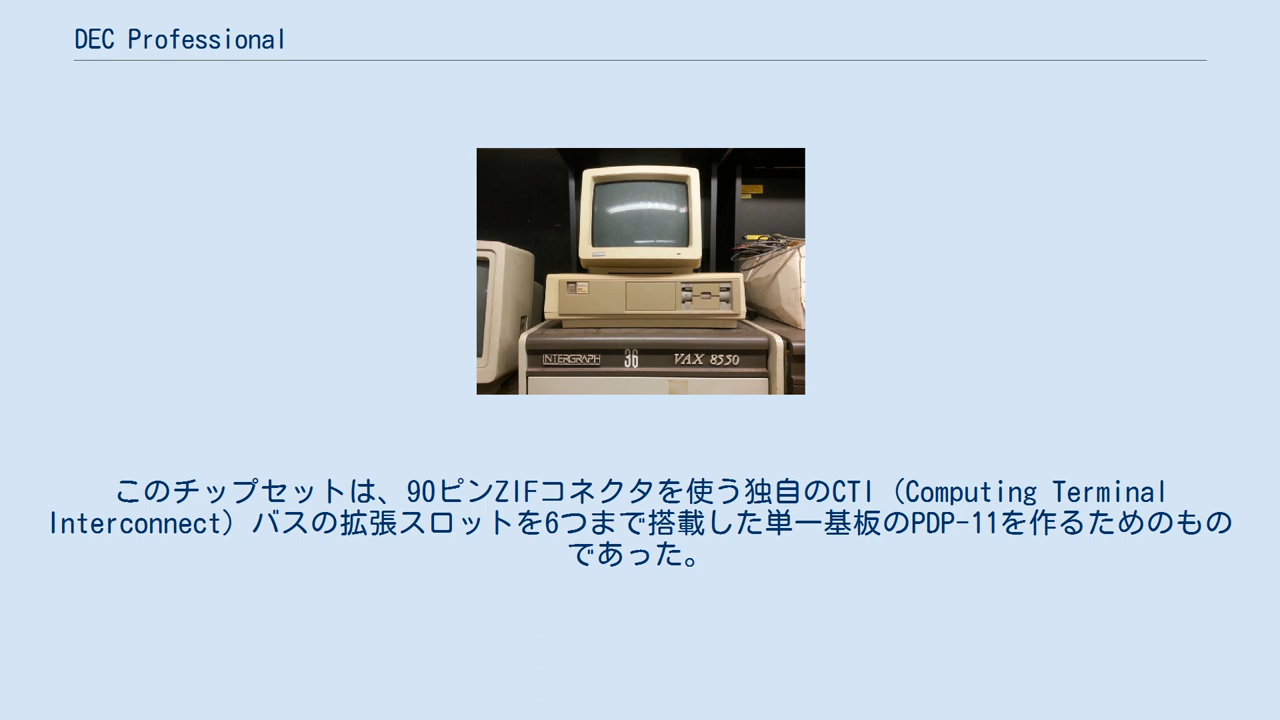 DEC Professional
INTERGRAPH 36 VAX 8550
このチップセットは、90ピンZIFコネクタを使う独自のCTI（Computing Terminal
Interconnect）バスの拡張スロットを6つまで搭載した単一基板のPDP-11を作るためのもの
であった。